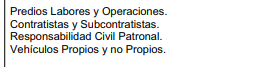 Predios Labores y Operaciones.
Contratistas y Subcontratistas.
Responsabilidad Civil Patronal.
Vehículos Propios y no Propios.